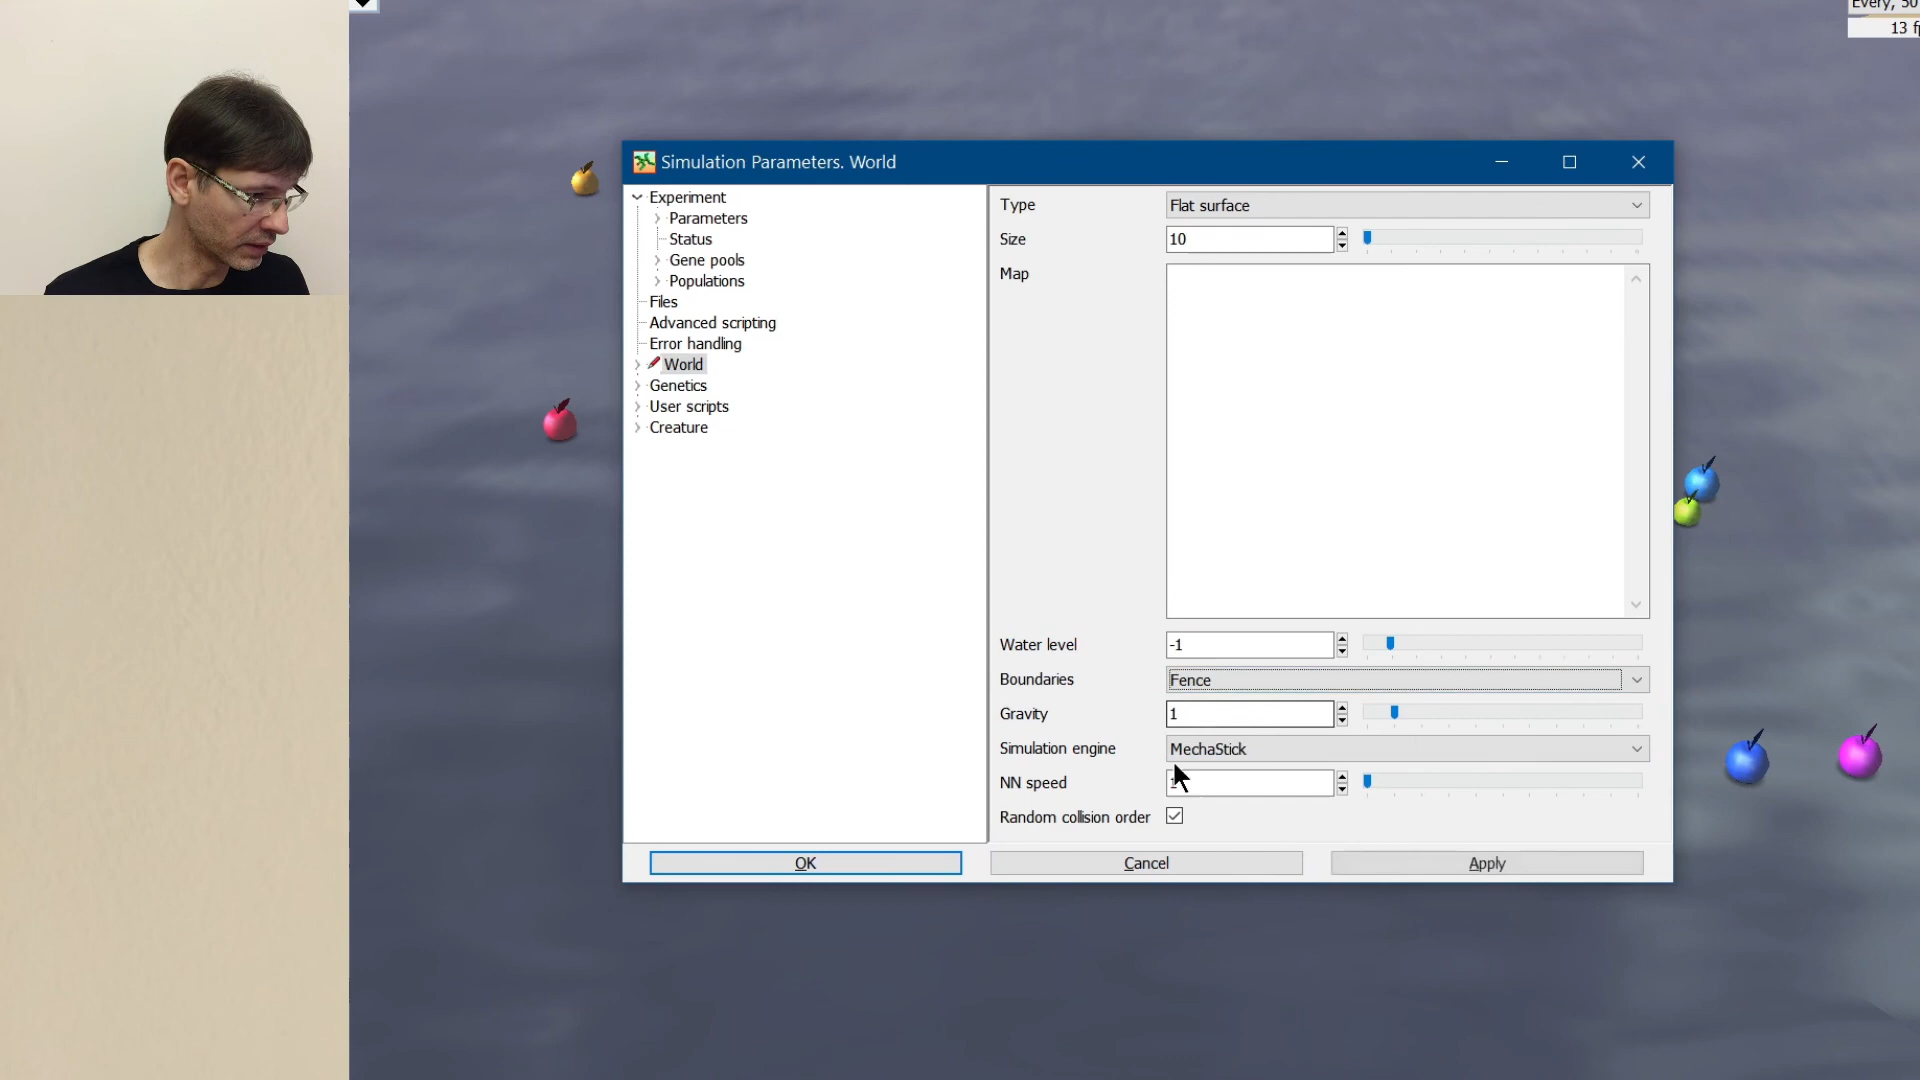 Every, 50
13 f
Simulation Parameters. World
Experiment
Parameters
Status
Gene pools
Populations
Files
Advanced scripting
Error handling
World
Genetics
User scripts
Creature
Type
Flat surface
Size
10
Map
Water level
-1
Boundaries
Fence
Gravity
1
Simulation engine
MechaStick
NN speed
Random collision order
OK
Cancel
Apply